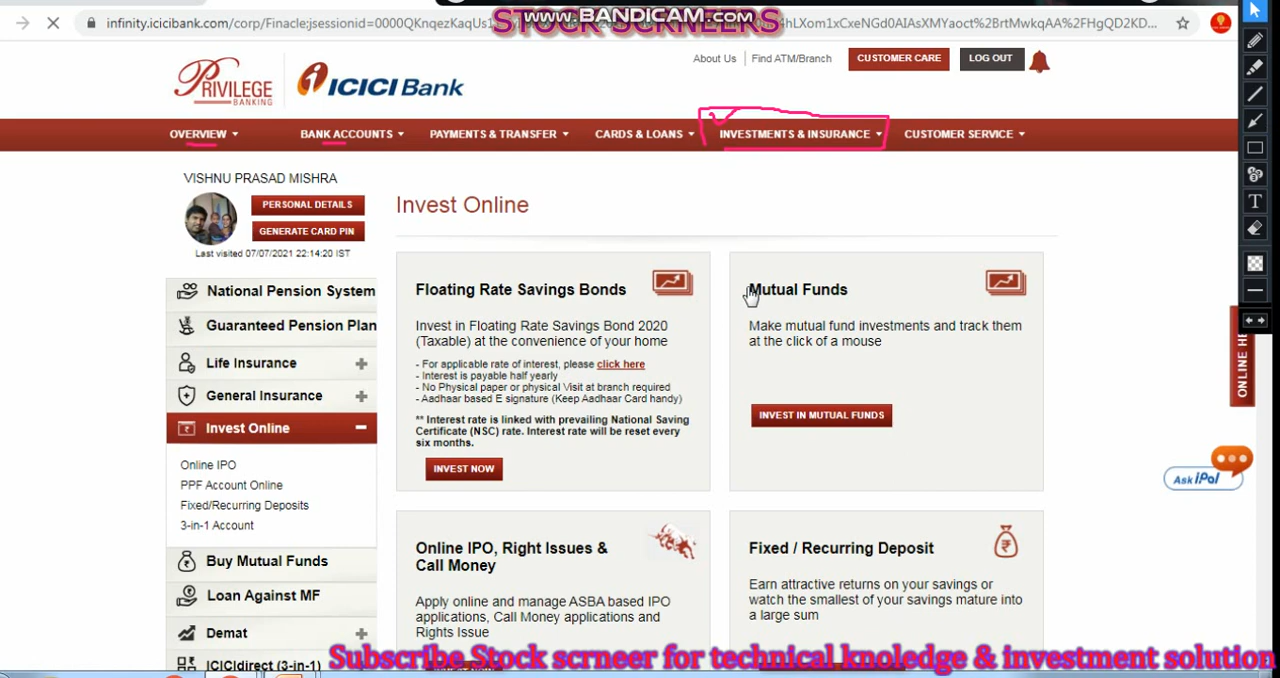 infinity.icicibank.com/corp/Finacle;jsessionid=0000QKnqezKaqUs1
www.BANDICAM.com
STOCK SCRNEERS
About Us
Find ATM/Branch
CUSTOMER CARE
LOG OUT
PRIVILEGE
BANKING
ICICI Bank
OVERVIEW
BANK ACCOUNTS
PAYMENTS & TRANSFER
CARDS & LOANS
INVESTMENTS & INSURANCE
CUSTOMER SERVICE
VISHNU PRASAD MISHRA
PERSONAL DETAILS
GENERATE CARD PIN
Last visited 07/07/2021 22:14:20 IST
National Pension System
Guaranteed Pension Plan
Life Insurance
General Insurance
Invest Online
Online IPO
PPF Account Online
Fixed/Recurring Deposits
3-in-1 Account
Buy Mutual Funds
Loan Against MF
Demat
ICICIdirect (3-in-1)
Invest Online
Floating Rate Savings Bonds
Invest in Floating Rate Savings Bond 2020
(Taxable) at the convenience of your home
- For applicable rate of interest, please click here
- Interest is payable half yearly
- No Physical paper or physical Visit at branch required
- Aadhaar based E signature (Keep Aadhaar Card handy)
** Interest rate is linked with prevailing National Saving
Certificate (NSC) rate. Interest rate will be reset every
six months.
INVEST NOW
Mutual Funds
Make mutual fund investments and track them
at the click of a mouse
INVEST IN MUTUAL FUNDS
Online IPO, Right Issues &
Call Money
Apply online and manage ASBA based IPO
applications, Call Money applications and
Rights Issue
Fixed / Recurring Deposit
Earn attractive returns on your savings or
watch the smallest of your savings mature into
a large sum
ONLINE HE
Ask iPal
T
Subscribe Stock scrneer for technical knoledge & investment solution